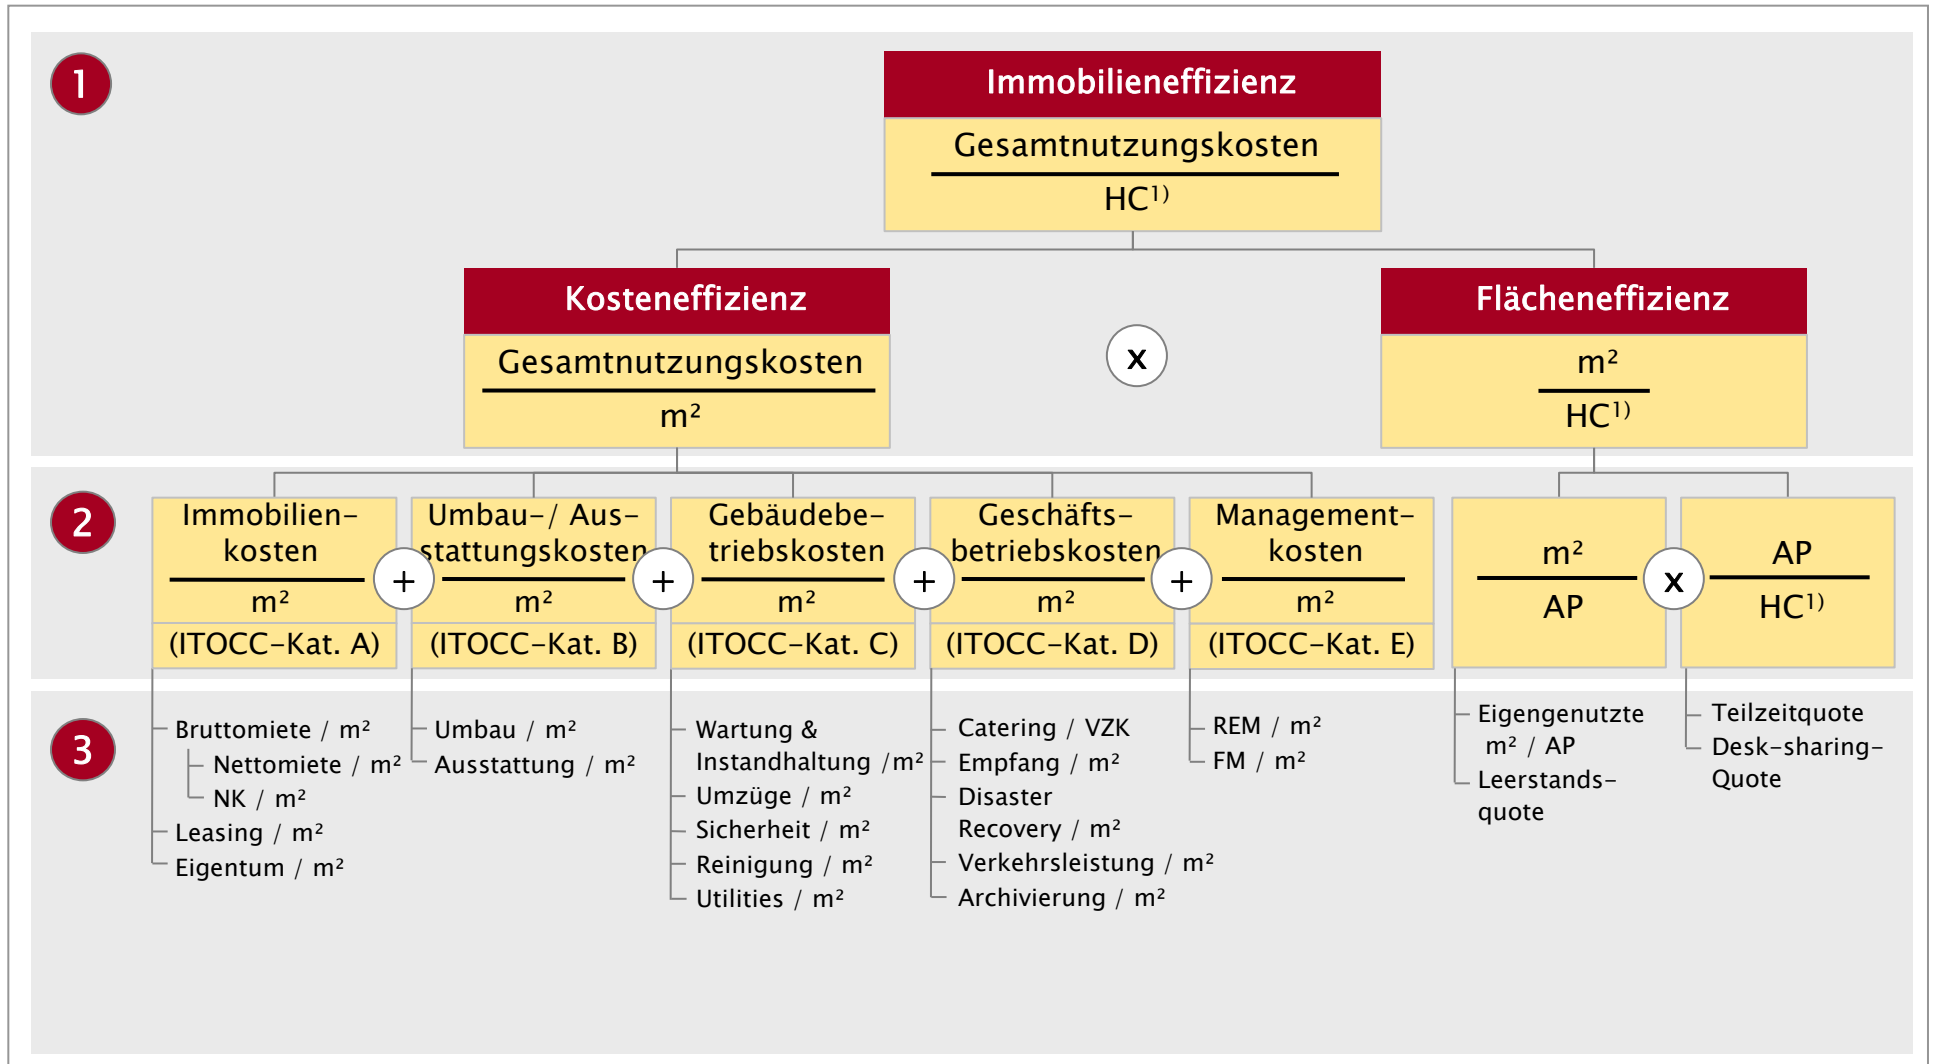 1
Immobilieneffizienz
Gesamtnutzungskosten
HC¹⁾
Kosteneffizienz
Gesamtnutzungskosten
m²
x
Flächeneffizienz
m²
HC¹⁾
2
Immobilien-
kosten
m²
(ITOCC-Kat. A)
+
Umbau-/ Aus-
stattungskosten
m²
(ITOCC-Kat. B)
+
Gebäudebe-
triebskosten
m²
(ITOCC-Kat. C)
+
Geschäfts-
betriebskosten
m²
(ITOCC-Kat. D)
+
Management-
kosten
m²
(ITOCC-Kat. E)
m²
AP
x
AP
HC¹⁾
3
Bruttomiete / m²
Nettomiete / m²
NK / m²
Leasing / m²
Eigentum / m²
Umbau / m²
Ausstattung / m²
Wartung &
Instandhaltung /m²
Umzüge / m²
Sicherheit / m²
Reinigung / m²
Utilities / m²
Catering / VZK
Empfang / m²
Disaster
Recovery / m²
Verkehrsleistung / m²
Archivierung / m²
REM / m²
FM / m²
Eigengenutzte
m² / AP
Leerstands-
quote
Teilzeitquote
Desk-sharing-
Quote